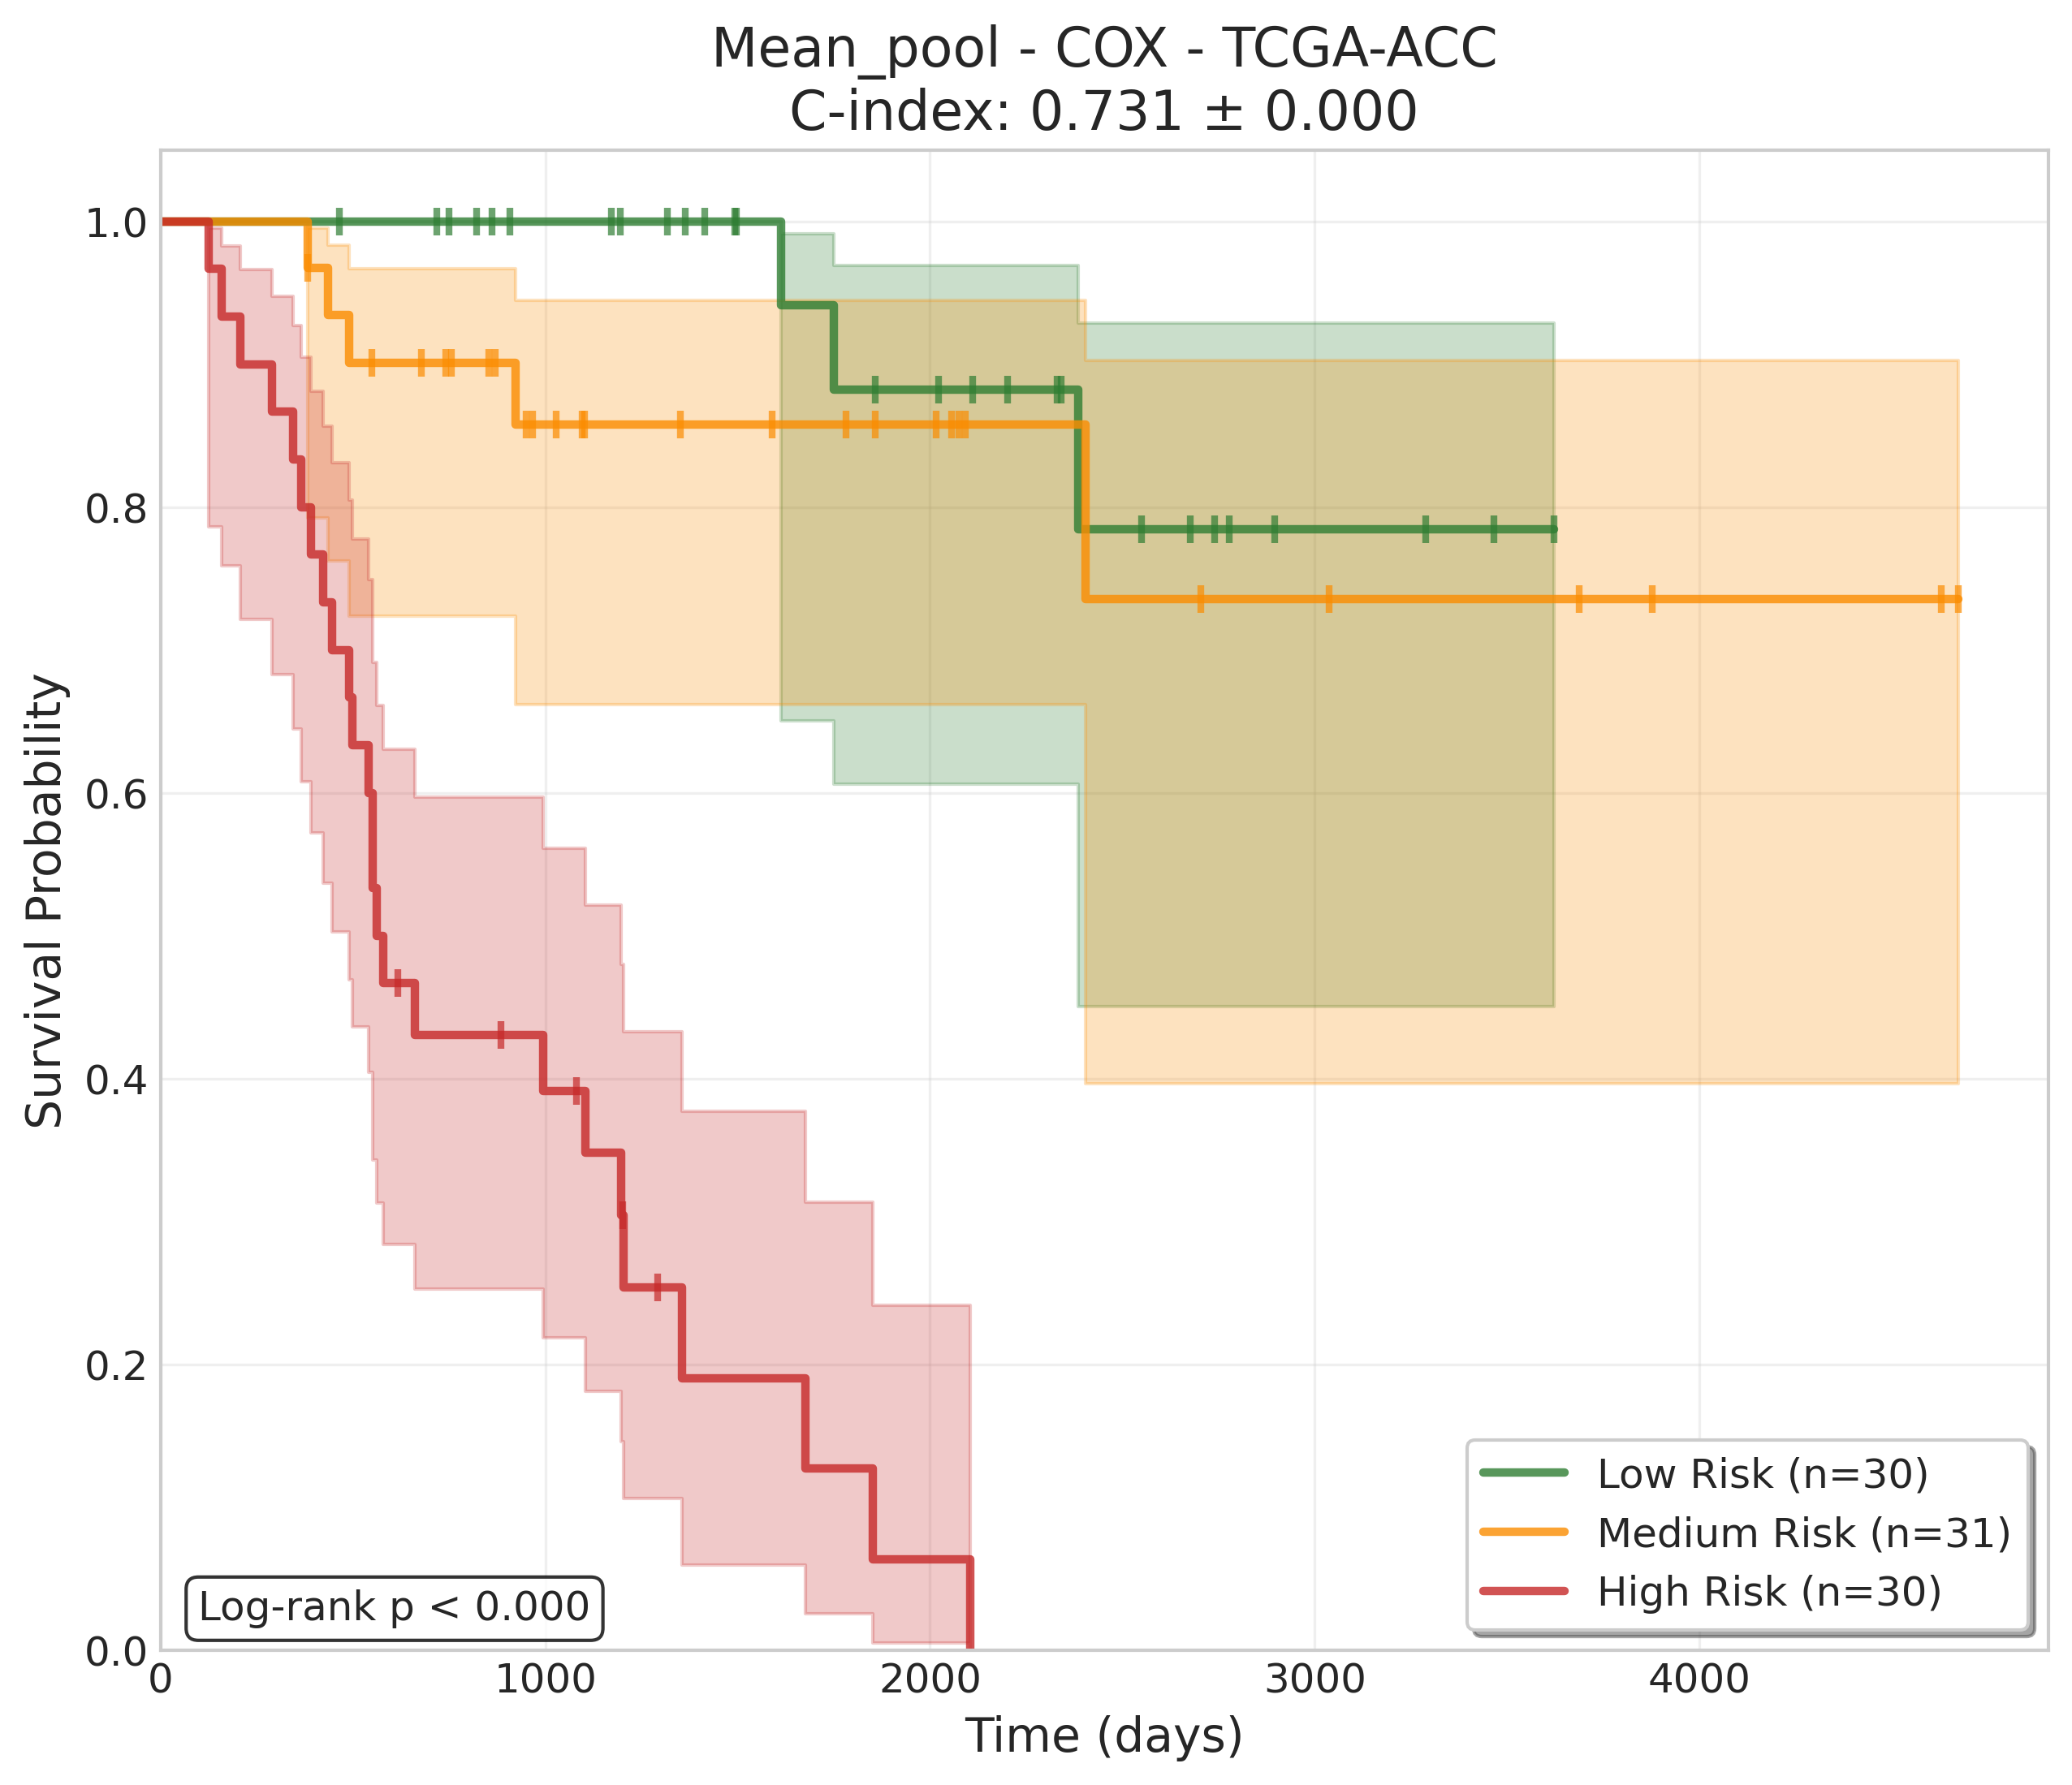 Mean_pool - COX - TCGA-ACC
C-index: 0.731 ± 0.000
Survival Probability
1.0
0.8
0.6
0.4
0.2
0.0
Log-rank p < 0.000
Low Risk (n=30)
Medium Risk (n=31)
High Risk (n=30)
0 1000 2000 3000 4000
Time (days)